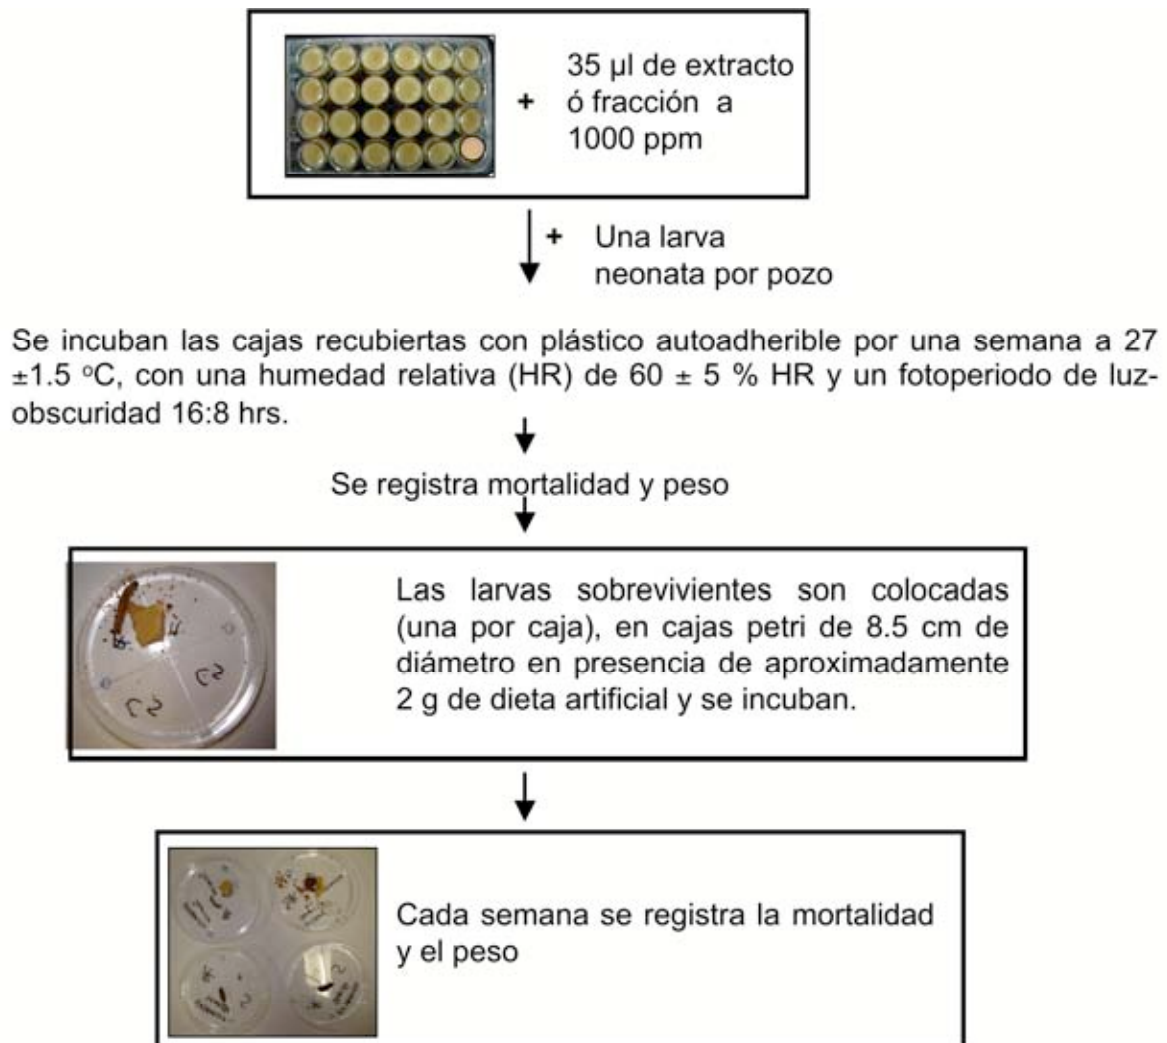 +
35 µl de extracto
ó fracción a
1000 ppm
+ Una larva
neonata por pozo
Se incuban las cajas recubiertas con plástico autoadherible por una semana a 27
±1.5 ºC, con una humedad relativa (HR) de 60 ± 5 % HR y un fotoperiodo de luz-
obscuridad 16:8 hrs.
Se registra mortalidad y peso
Las larvas sobrevivientes son colocadas
(una por caja), en cajas petri de 8.5 cm de
diámetro en presencia de aproximadamente
2 g de dieta artificial y se incuban.
C2
C2
Cada semana se registra la mortalidad
y el peso